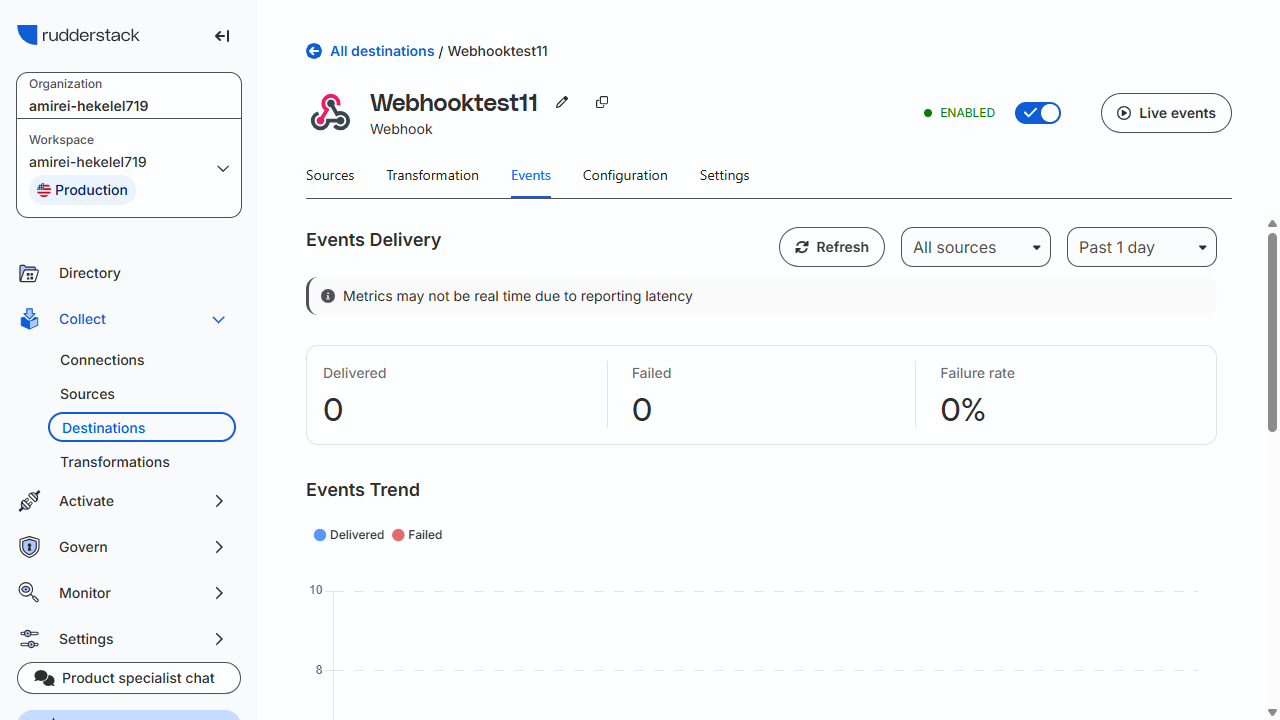 rudderstack
Organization
amirei-hekelel719
Workspace
amirei-hekelel719
Production
Directory
Collect
Connections
Sources
Destinations
Transformations
Activate
Govern
Monitor
Settings
Product specialist chat
All destinations / Webhooktest11
Webhooktest11
Webhook
ENABLED
Live events
Sources Transformation Events Configuration Settings
Events Delivery
Refresh
All sources
Past 1 day
Metrics may not be real time due to reporting latency
Delivered Failed Failure rate
0 0 0%
Events Trend
Delivered Failed
10
8